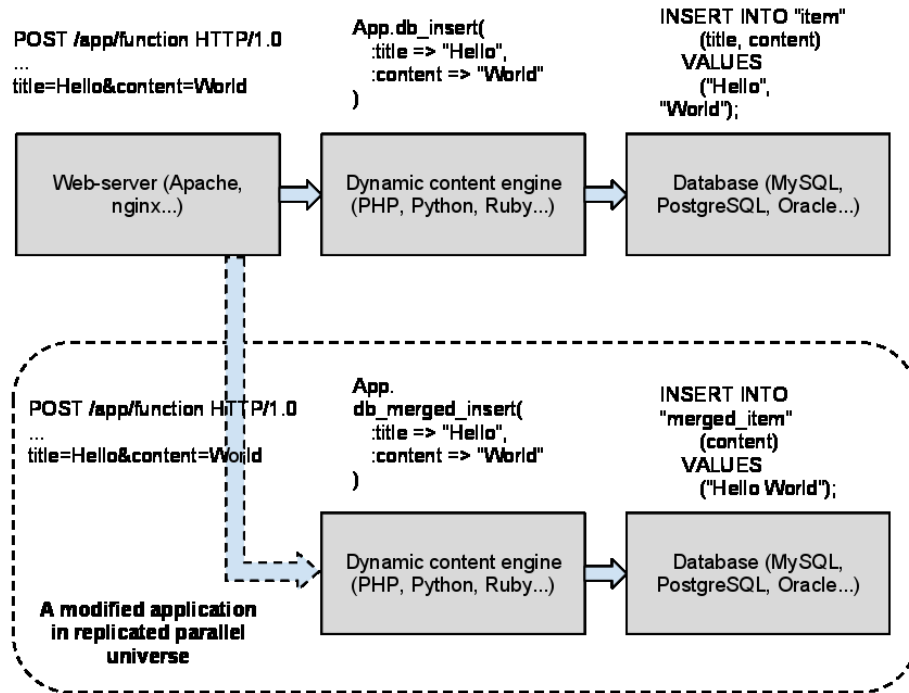 POST /app/function HTTP/1.0
...
title=Hello&content=World
App.db_insert(
:title => "Hello",
:content => "World"
)
INSERT INTO "item"
(title, content)
VALUES
("Hello",
"World");
Web-server (Apache,
nginx...)
Dynamic content engine
(PHP, Python, Ruby...)
Database (MySQL,
PostgreSQL, Oracle...)
POST /app/function HTTP/1.0
...
title=Hello&content=World
App.
db_merged_insert(
:title => "Hello",
:content => "World"
)
INSERT INTO
"merged_item"
(content)
VALUES
("Hello World");
Dynamic content engine
(PHP, Python, Ruby...)
Database (MySQL,
PostgreSQL, Oracle...)
A modified application
in replicated parallel
universe